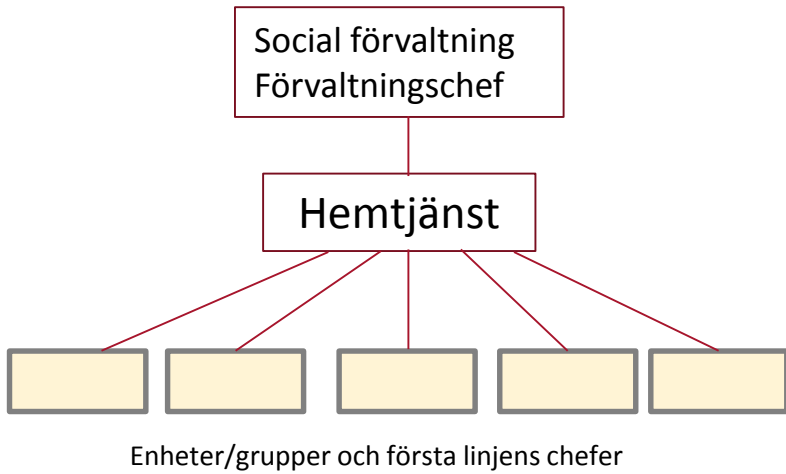 Social förvaltning
Förvaltningschef
Hemtjänst
Enheter/grupper och första linjens chefer